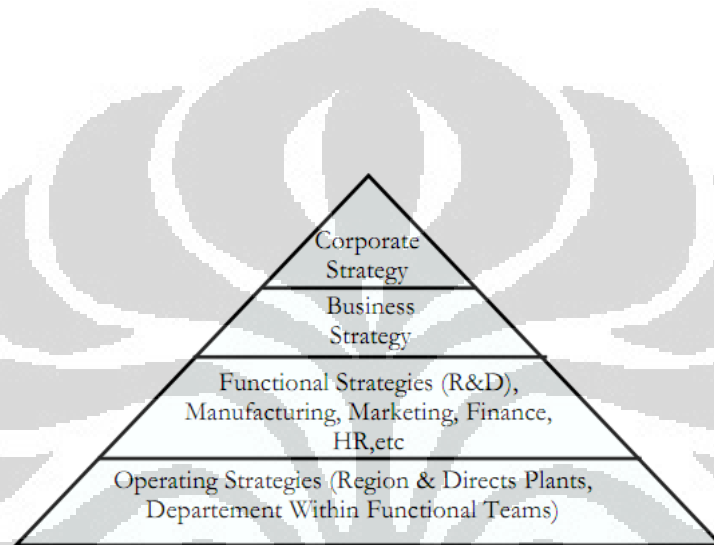 Corporate
Strategy
Business
Strategy
Functional Strategies (R&D),
Manufacturing, Marketing, Finance,
HR,etc
Operating Strategies (Region & Directs Plants,
Departement Within Functional Teams)